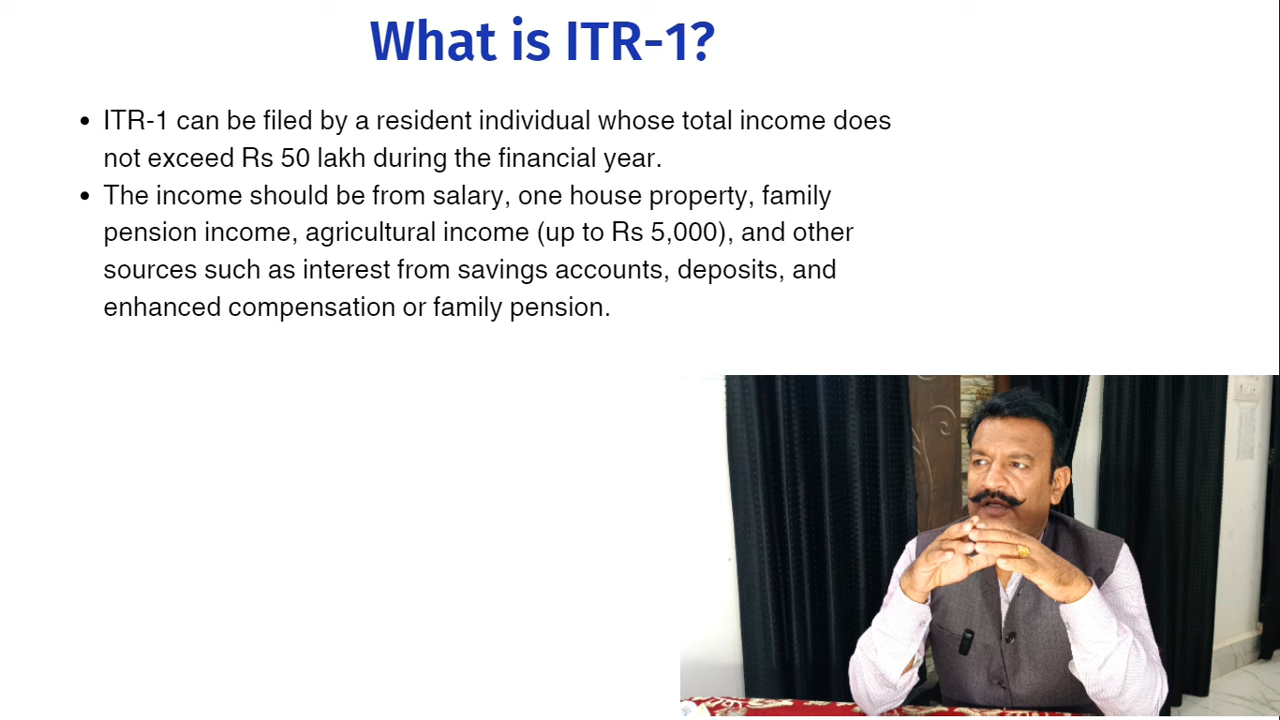 What is ITR-1?
• ITR-1 can be filed by a resident individual whose total income does
not exceed Rs 50 lakh during the financial year.
• The income should be from salary, one house property, family
pension income, agricultural income (up to Rs 5,000), and other
sources such as interest from savings accounts, deposits, and
enhanced compensation or family pension.